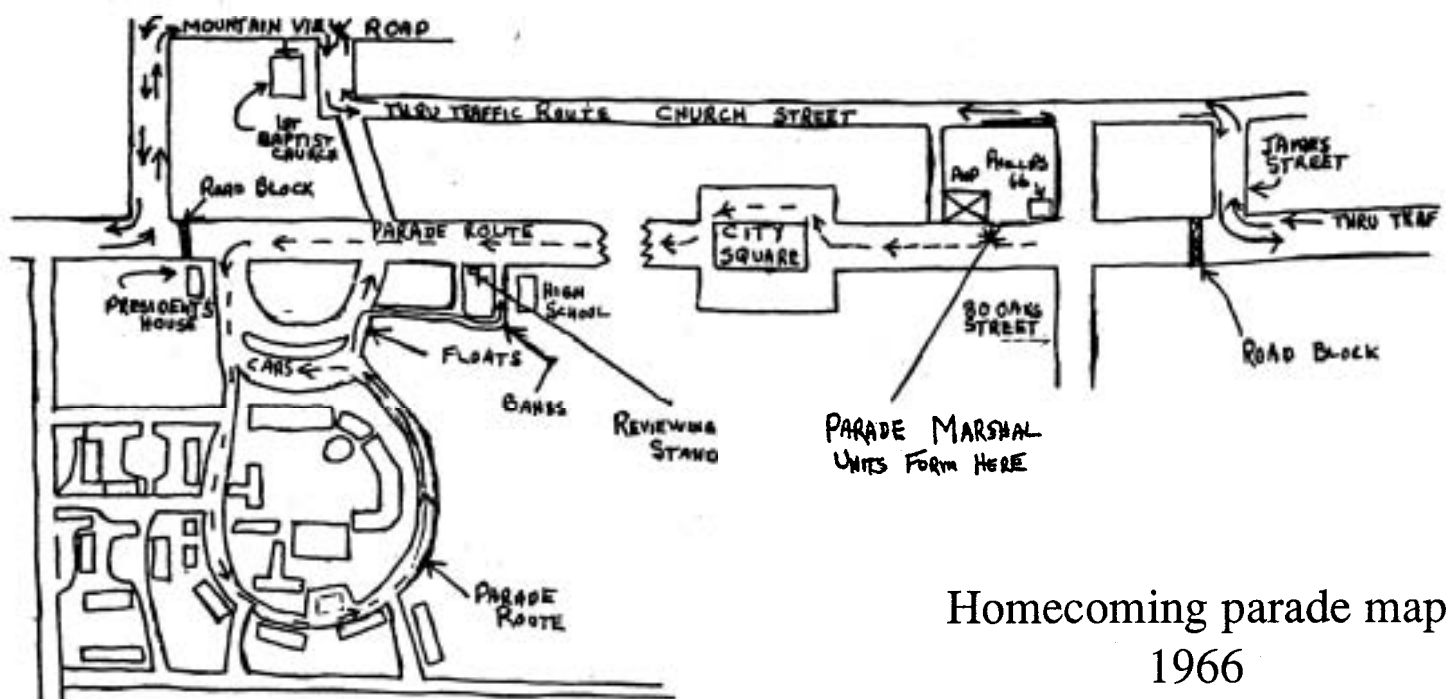 MOUNTAIN VIEW ROAD
THRU TRAFFIC ROUTE CHURCH STREET
1ST
BAPTIST
CHURCH
ROAD BLOCK
A&P
PHILLIPS
66
JAMES
STREET
THRU TRAF
PARADE ROUTE
CITY
SQUARE
PRESIDENT'S
HOUSE
HIGH
SCHOOL
BO OAKS
STREET
ROAD BLOCK
FLOATS
CARS
BANDS
REVIEWING
STAND
PARADE MARSHAL
UNITS FORM HERE
PARADE
ROUTE
Homecoming parade map
1966